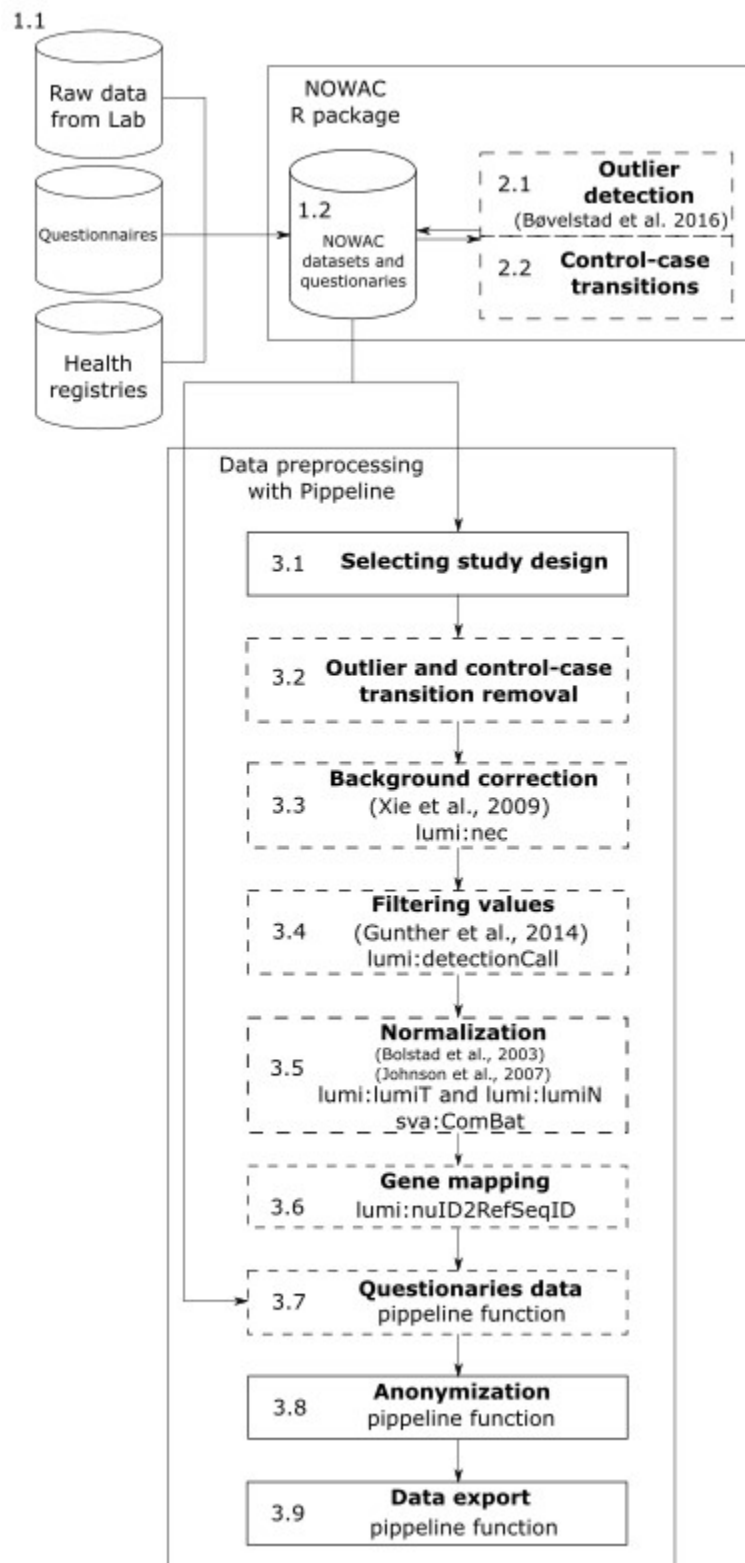 1.1
Raw data
from Lab
Questionnaires
Health
registries
NOWAC
R package
1.2
NOWAC
datasets and
questionaries
2.1
Outlier
detection
(Bøvelstad et al. 2016)
2.2
Control-case
transitions
Data preprocessing
with Pippeline
3.1
Selecting study design
3.2
Outlier and control-case
transition removal
3.3
Background correction
(Xie et al., 2009)
lumi:nec
3.4
Filtering values
(Gunther et al., 2014)
lumi:detectionCall
3.5
Normalization
(Bolstad et al., 2003)
(Johnson et al., 2007)
lumi:lumiT and lumi:lumiN
sva:ComBat
3.6
Gene mapping
lumi:nuID2RefSeqID
3.7
Questionaries data
pippeline function
3.8
Anonymization
pippeline function
3.9
Data export
pippeline function